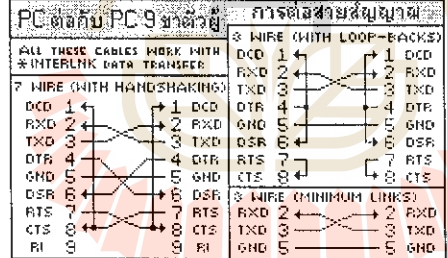 PC ต่อกับ PC 9 ขาตัวผู้
ALL THESE CABLES WORK WITH
*INTERLNK DATA TRANSFER
7 WIRE (WITH HANDSHAKING)
DCD 1 1 DCD
RXD 2 2 RXD
TXD 3 3 TXD
DTR 4 4 DTR
GND 5 5 GND
DSR 6 6 DSR
RTS 7 7 RTS
CTS 8 8 CTS
RI 9 9 RI
การต่อสายสัญญาณ
3 WIRE (WITH LOOP-BACKS)
DCD 1 1 DCD
RXD 2 2 RXD
TXD 3 3 TXD
DTR 4 4 DTR
GND 5 5 GND
DSR 6 6 DSR
RTS 7 7 RTS
CTS 8 8 CTS
3 WIRE (MINIMUM LINKS)
RXD 2 2 RXD
TXD 3 3 TXD
GND 5 5 GND